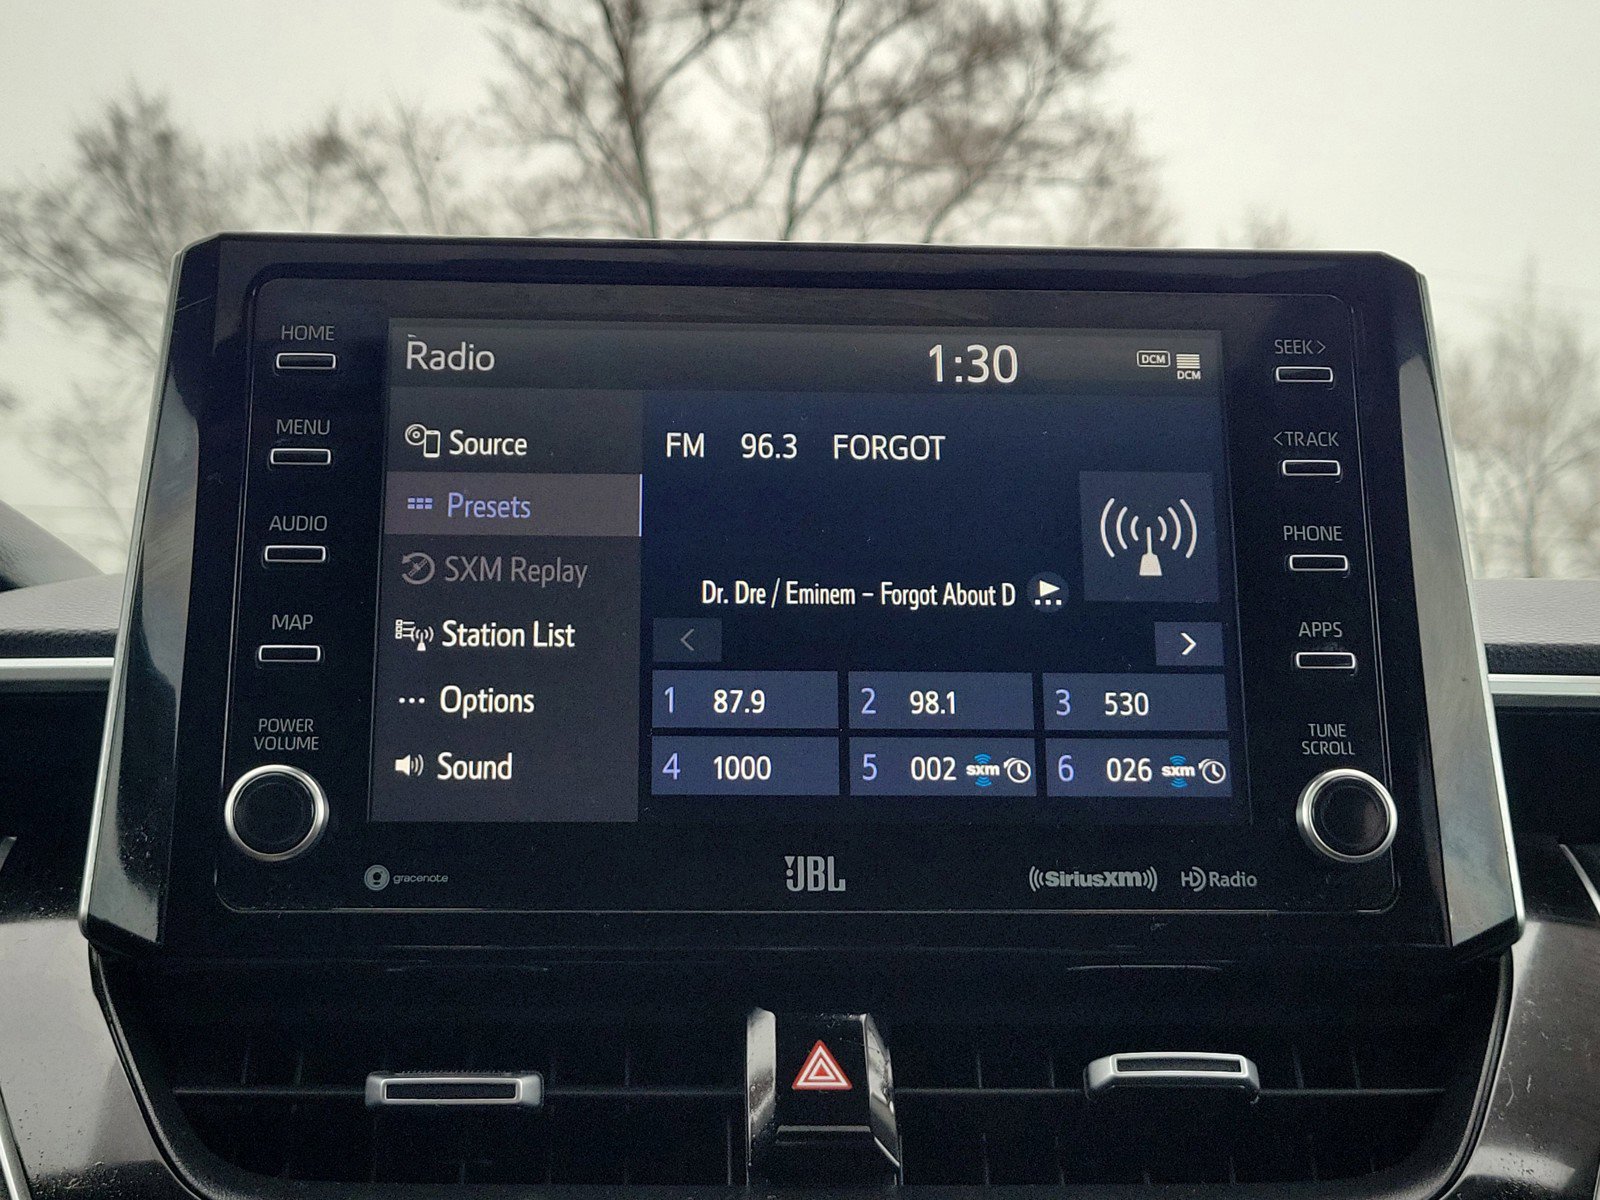 HOME
MENU
AUDIO
MAP
POWER
VOLUME
Radio
1:30
DCM
DCM
Source
Presets
SXM Replay
Station List
Options
Sound
FM 96.3 FORGOT
Dr. Dre / Eminem – Forgot About D
<
>
1 87.9
2 98.1
3 530
4 1000
5 002 sxm
6 026 sxm
SEEK>
<TRACK
PHONE
APPS
TUNE
SCROLL
gracenote
JBL
((SiriusXM))
HD Radio